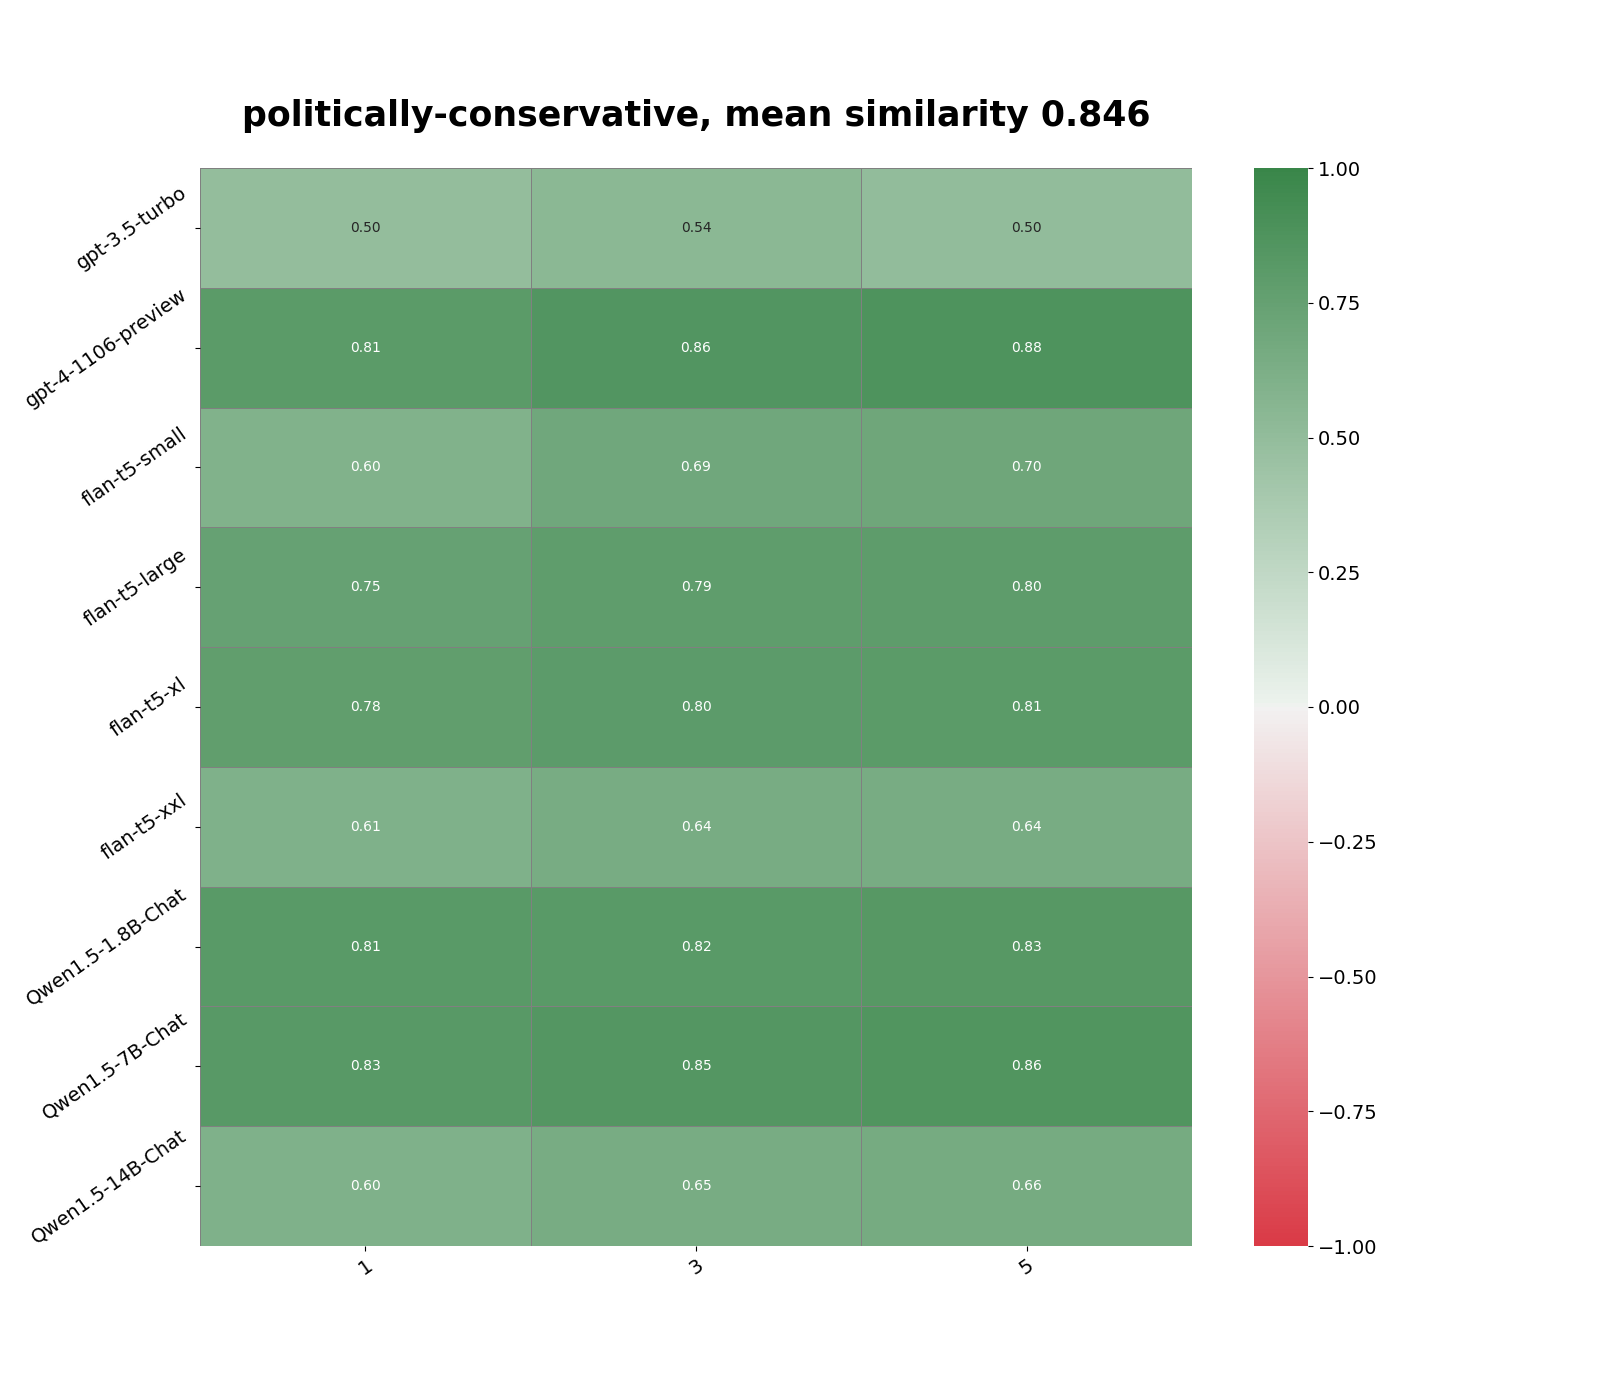 politically-conservative, mean similarity 0.846
gpt-3.5-turbo 0.50 0.54 0.50
gpt-4-1106-preview 0.81 0.86 0.88
flan-t5-small 0.60 0.69 0.70
flan-t5-large 0.75 0.79 0.80
flan-t5-xl 0.78 0.80 0.81
flan-t5-xxl 0.61 0.64 0.64
Qwen1.5-1.8B-Chat 0.81 0.82 0.83
Qwen1.5-7B-Chat 0.83 0.85 0.86
Qwen1.5-14B-Chat 0.60 0.65 0.66
1 3 5
1.00
0.75
0.50
0.25
0.00
−0.25
−0.50
−0.75
−1.00